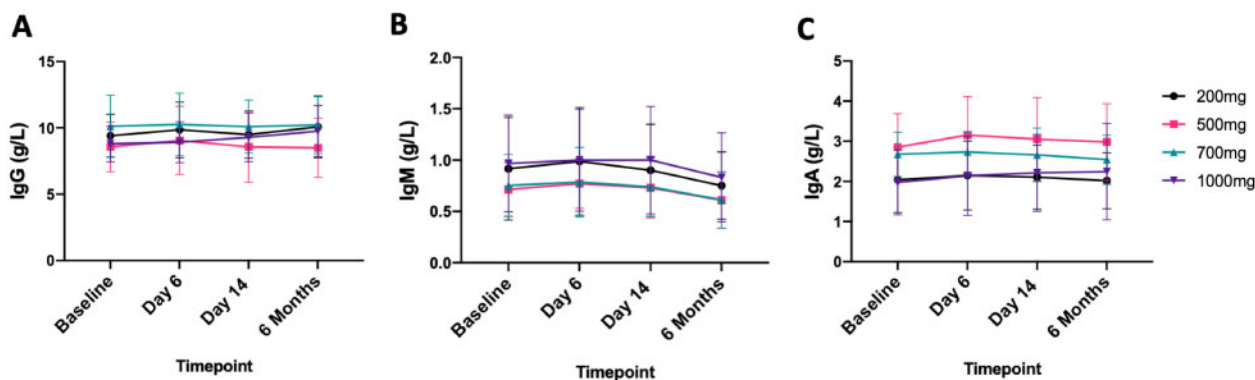 A
IgG (g/L)
15
10
5
0
Baseline
Day 6
Day 14
6 Months
Timepoint
B
IgM (g/L)
2.0
1.5
1.0
0.5
0.0
Baseline
Day 6
Day 14
6 Months
Timepoint
C
IgA (g/L)
5
4
3
2
1
0
Baseline
Day 6
Day 14
6 Months
Timepoint
200mg
500mg
700mg
1000mg